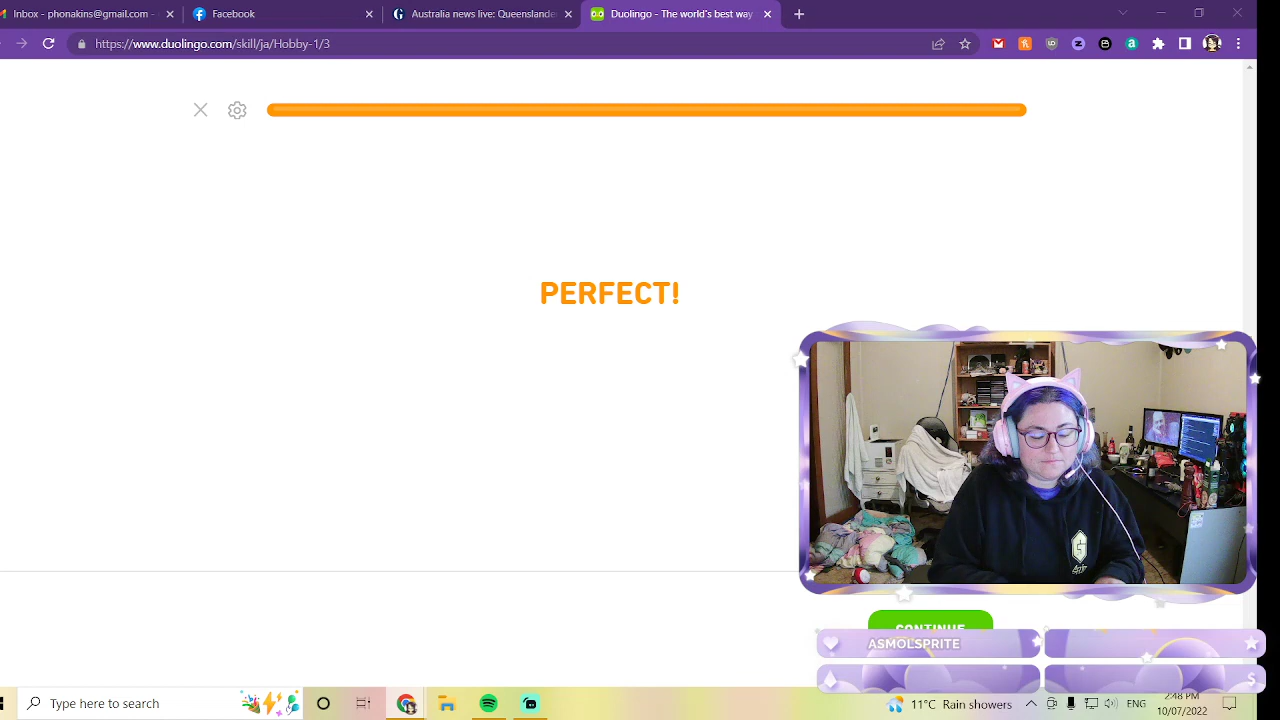 Inbox - phonakins@gmail.com
Facebook
Australia news live: Queenslande
Duolingo - The world's best way
https://www.duolingo.com/skill/ja/Hobby-1/3
PERFECT!
CONTINUE
ASMOLSPRITE
Type here to search
11°C Rain showers
ENG
2:48 PM
10/07/2022